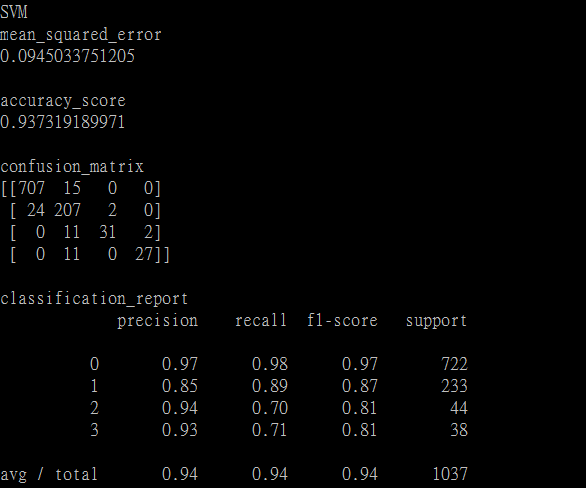 SVM
mean_squared_error
0.0945033751205
accuracy_score
0.937319189971
confusion_matrix
[[707 15 0 0]
[ 24 207 2 0]
[ 0 11 31 2]
[ 0 11 0 27]]
classification_report
precision recall f1-score support
0 0.97 0.98 0.97 722
1 0.85 0.89 0.87 233
2 0.94 0.70 0.81 44
3 0.93 0.71 0.81 38
avg / total 0.94 0.94 0.94 1037